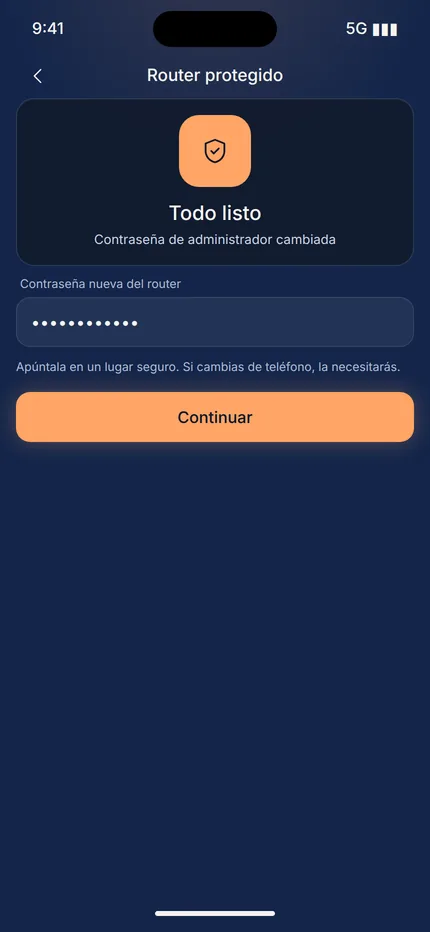 9:41
5G
Router protegido
Todo listo
Contraseña de administrador cambiada
Contraseña nueva del router
••••••••••••
Apúntala en un lugar seguro. Si cambias de teléfono, la necesitarás.
Continuar